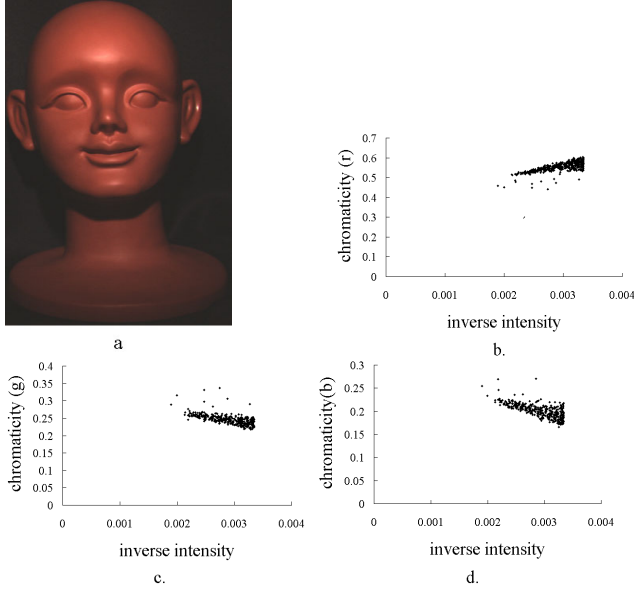 a
chromaticity (r)
0.7
0.6
0.5
0.4
0.3
0.2
0.1
0
0 0.001 0.002 0.003 0.004
inverse intensity
b.
chromaticity (g)
0.4
0.35
0.3
0.25
0.2
0.15
0.1
0.05
0
0 0.001 0.002 0.003 0.004
inverse intensity
c.
chromaticity(b)
0.3
0.25
0.2
0.15
0.1
0.05
0
0 0.001 0.002 0.003 0.004
inverse intensity
d.